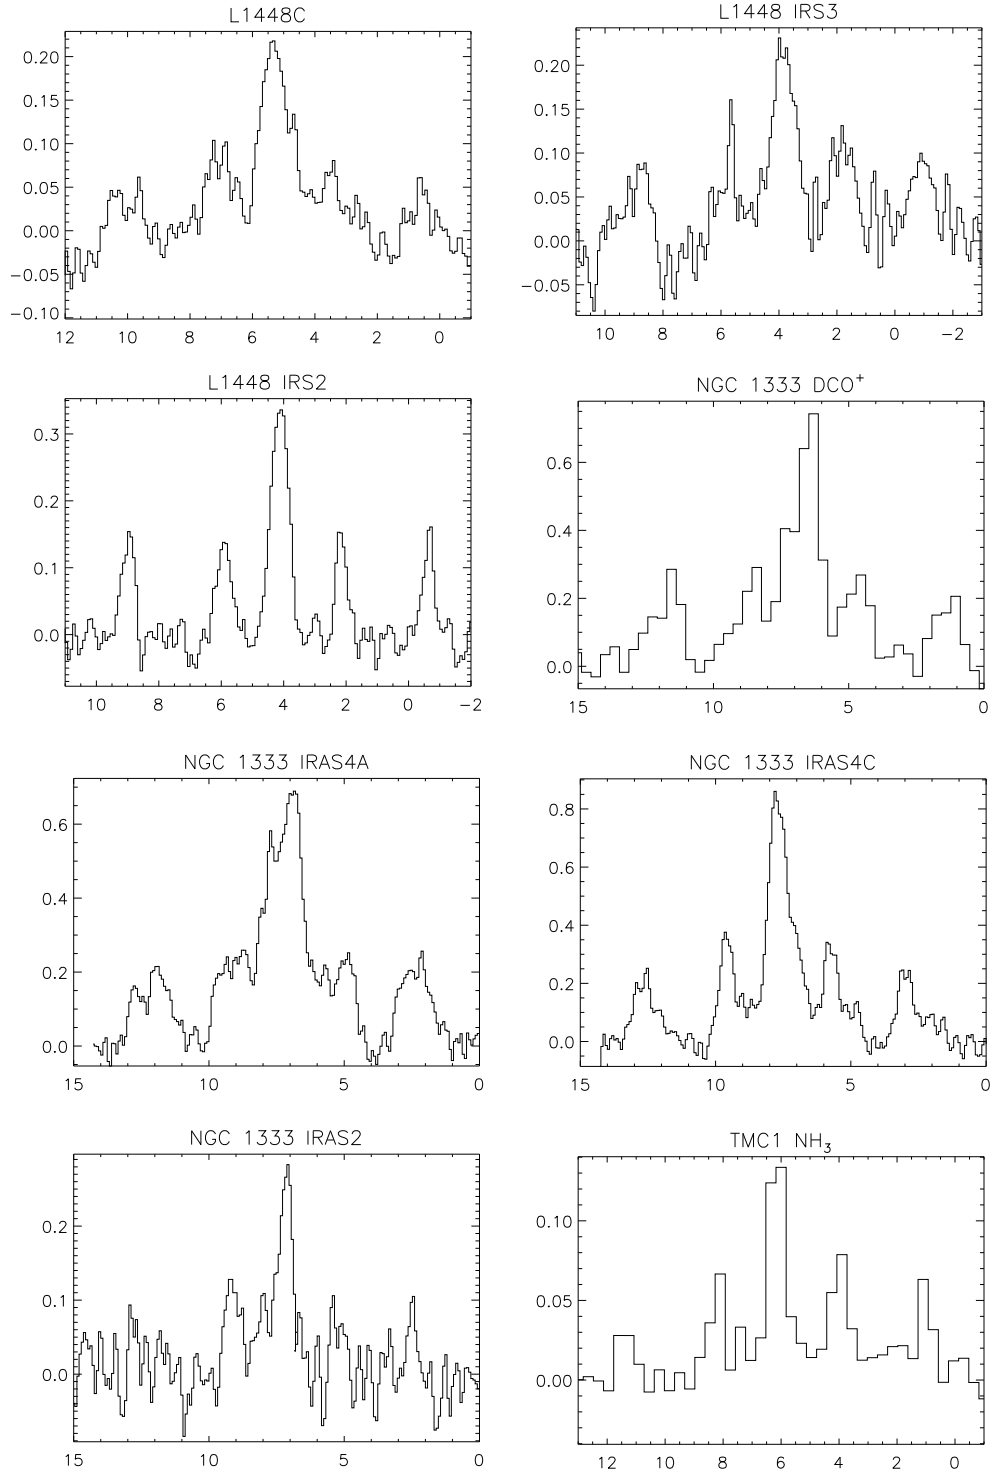 L1448C
0.20
0.15
0.10
0.05
0.00
−0.05
−0.10
12 10 8 6 4 2 0
L1448 IRS3
0.20
0.15
0.10
0.05
0.00
−0.05
10 8 6 4 2 0 −2
L1448 IRS2
0.3
0.2
0.1
0.0
10 8 6 4 2 0 −2
NGC 1333 DCO⁺
0.6
0.4
0.2
0.0
15 10 5 0
NGC 1333 IRAS4A
0.6
0.4
0.2
0.0
15 10 5 0
NGC 1333 IRAS4C
0.8
0.6
0.4
0.2
0.0
15 10 5 0
NGC 1333 IRAS2
0.2
0.1
0.0
15 10 5 0
TMC1 NH₃
0.10
0.05
0.00
12 10 8 6 4 2 0